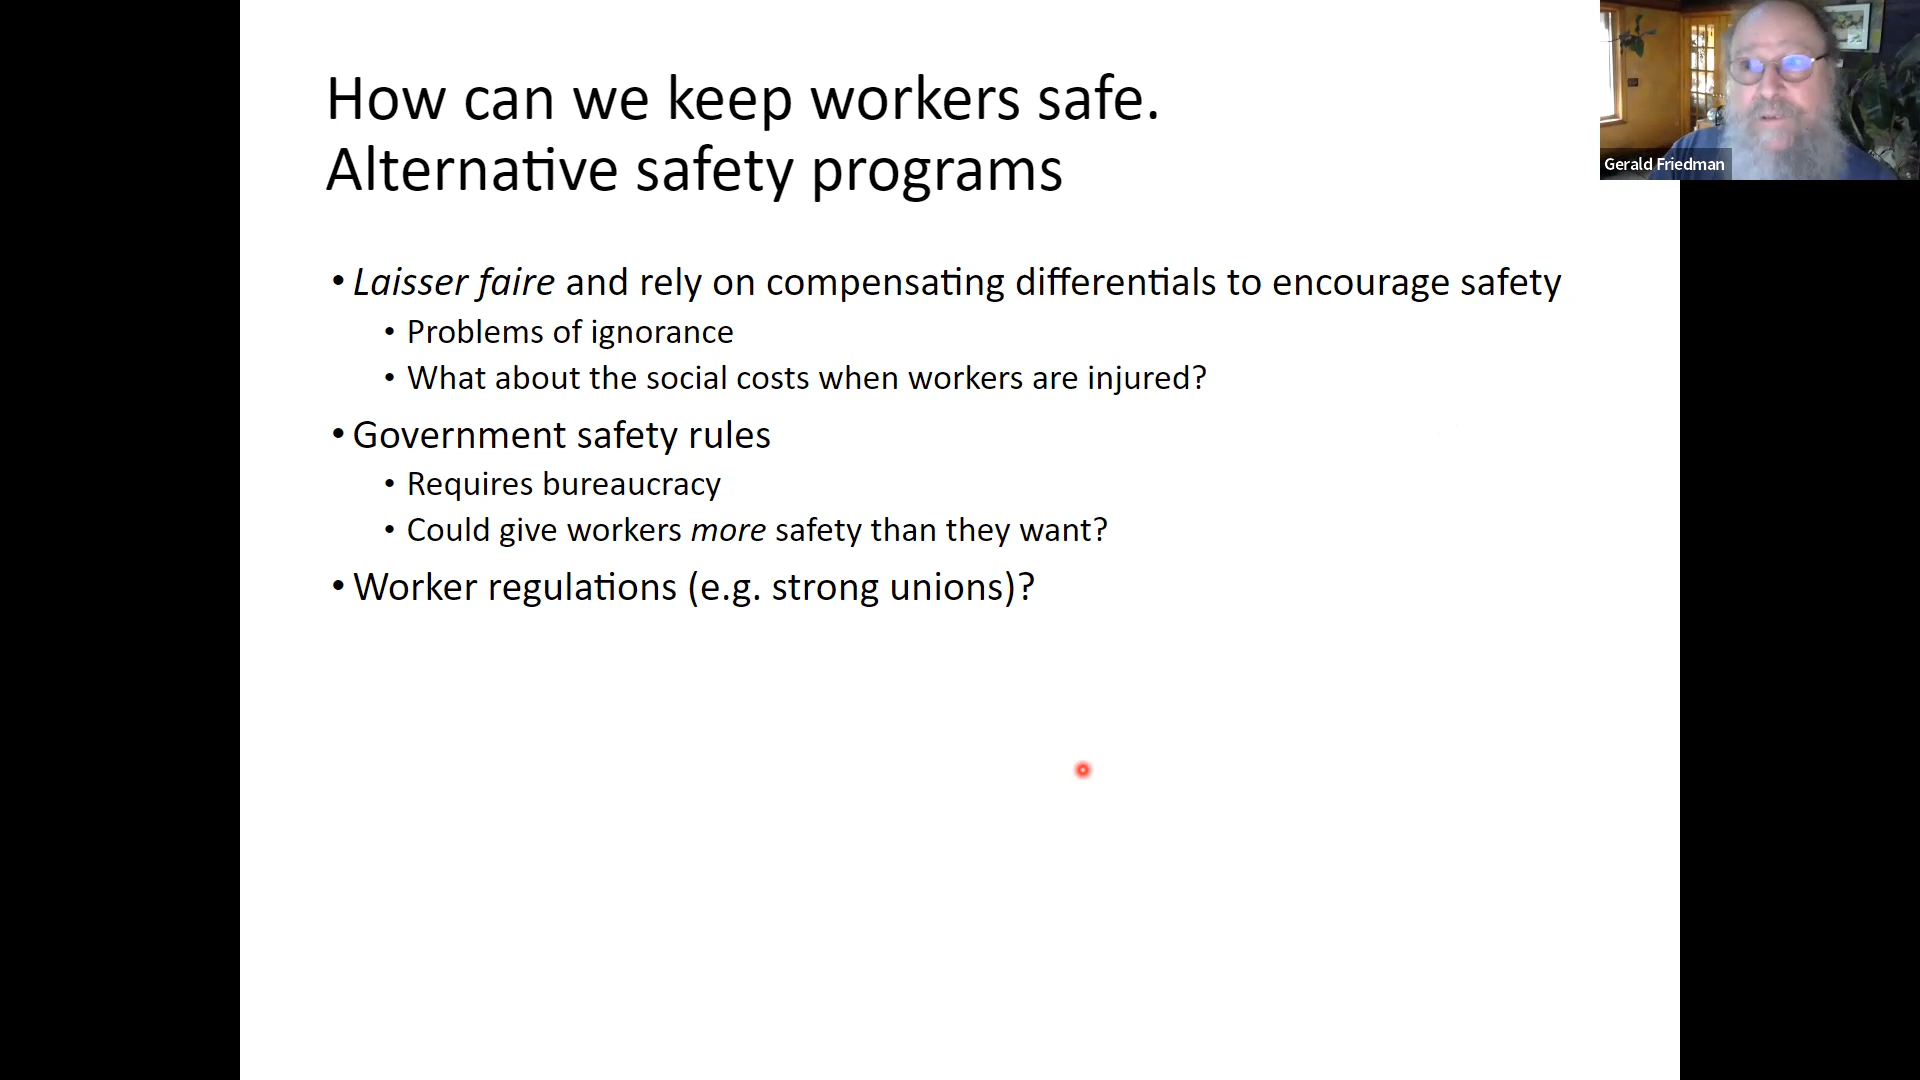 How can we keep workers safe.
Alternative safety programs
• Laisser faire and rely on compensating differentials to encourage safety
• Problems of ignorance
• What about the social costs when workers are injured?
• Government safety rules
• Requires bureaucracy
• Could give workers more safety than they want?
• Worker regulations (e.g. strong unions)?
Gerald Friedman